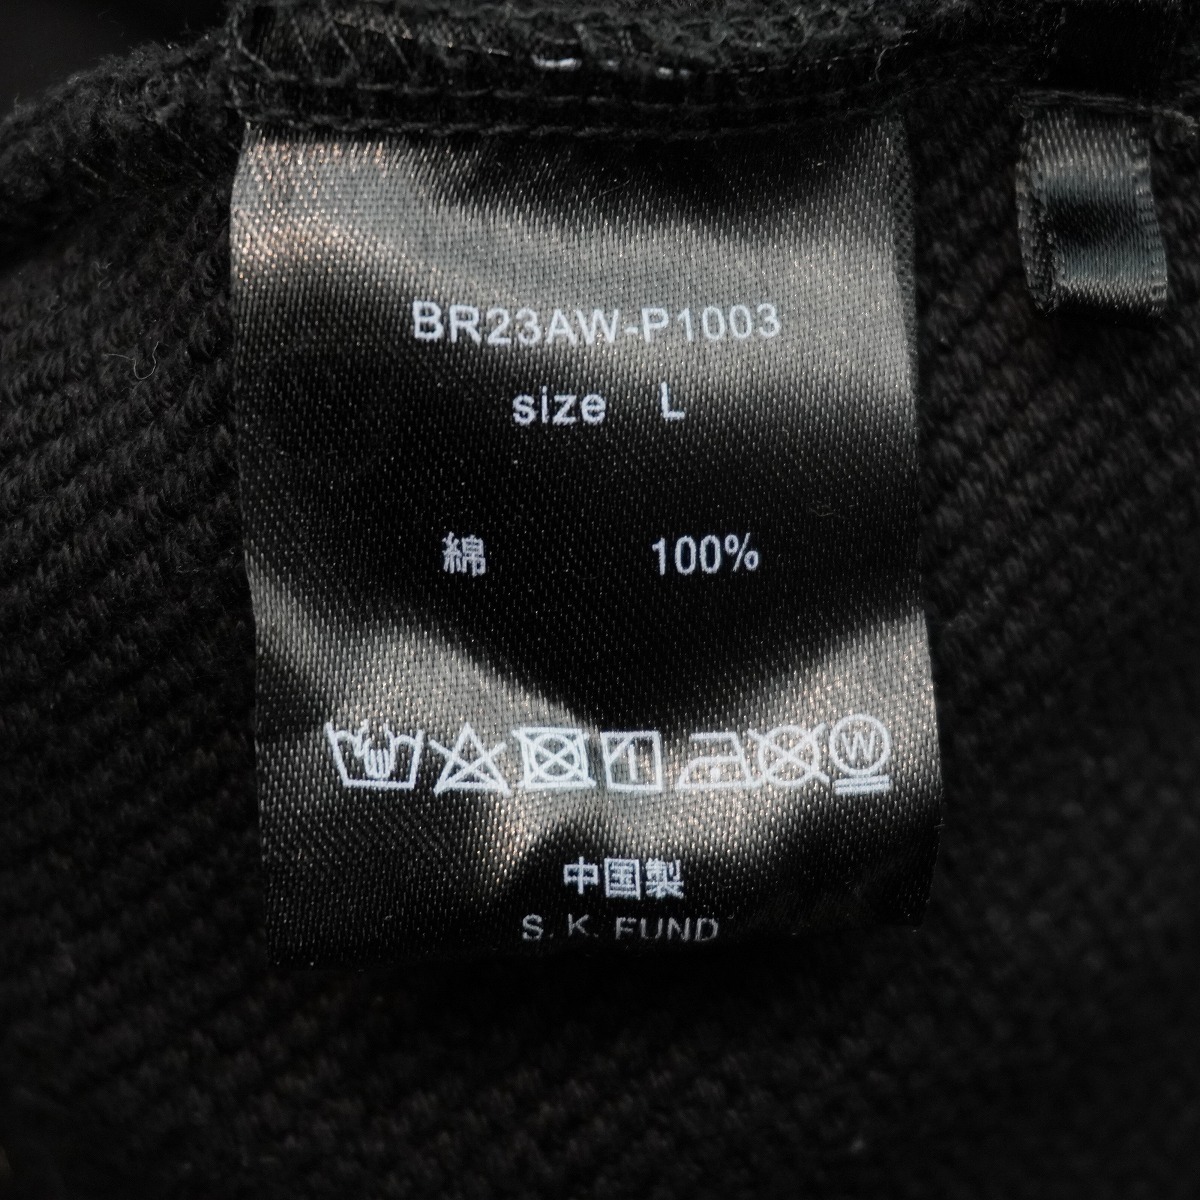 BR23AW-P1003
size L
綿 100%
W
中国製
S. K. FUND